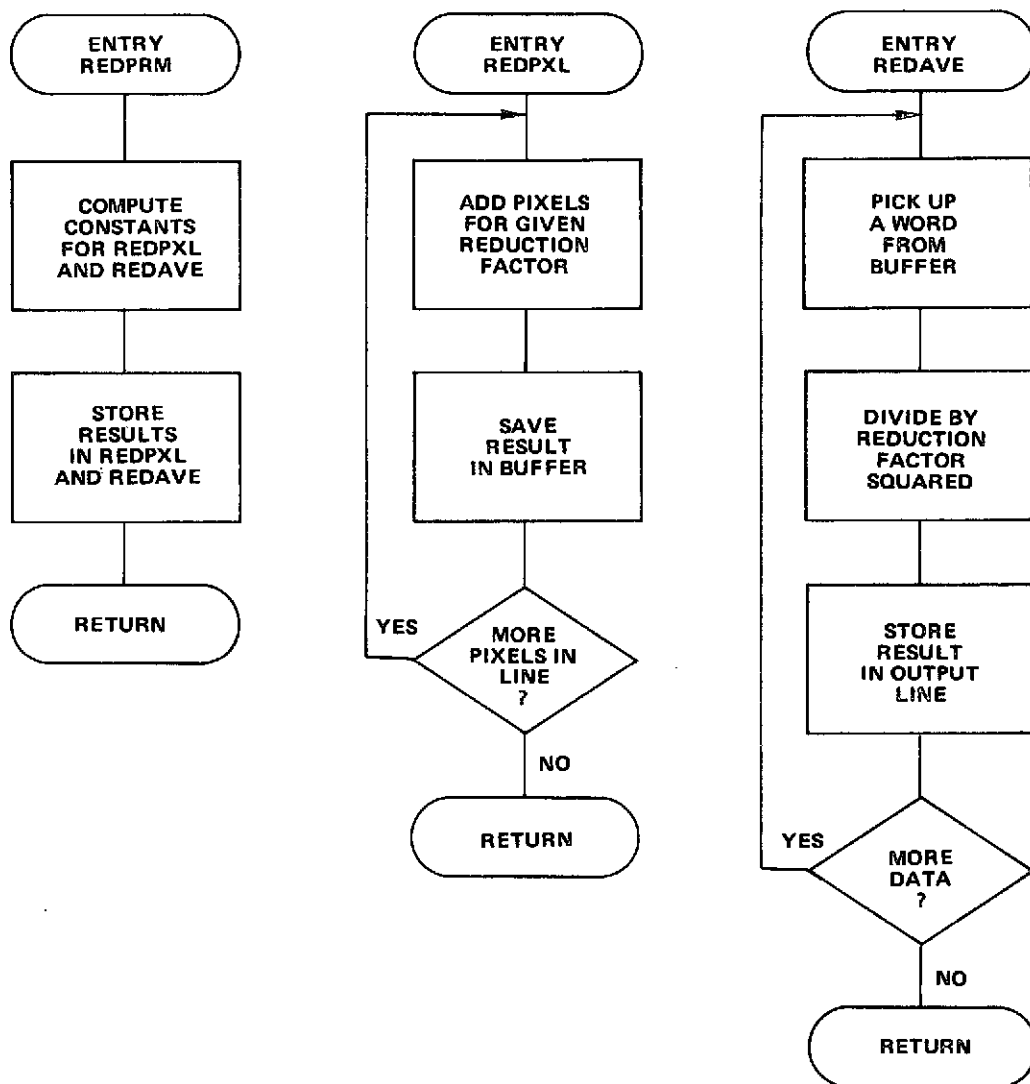 ENTRY
REDPRM
COMPUTE
CONSTANTS
FOR REDPXL
AND REDAVE
STORE
RESULTS
IN REDPXL
AND REDAVE
RETURN
ENTRY
REDPXL
ADD PIXELS
FOR GIVEN
REDUCTION
FACTOR
SAVE
RESULT
IN BUFFER
YES
MORE
PIXELS IN
LINE
?
NO
RETURN
ENTRY
REDAVE
PICK UP
A WORD
FROM
BUFFER
DIVIDE BY
REDUCTION
FACTOR
SQUARED
STORE
RESULT
IN OUTPUT
LINE
YES
MORE
DATA
?
NO
RETURN